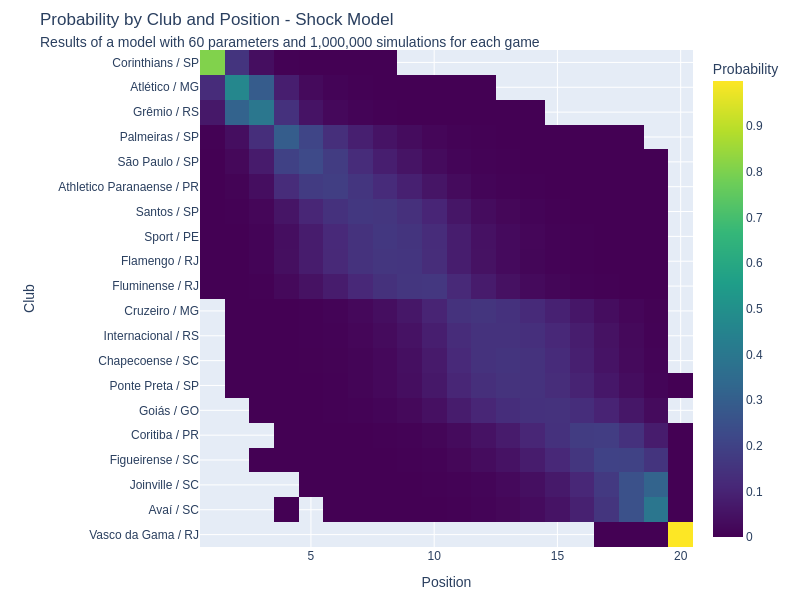 Probability by Club and Position - Shock Model
Results of a model with 60 parameters and 1,000,000 simulations for each game
Probability
Club
Corinthians / SP
Atlético / MG
Grêmio / RS
Palmeiras / SP
São Paulo / SP
Athletico Paranaense / PR
Santos / SP
Sport / PE
Flamengo / RJ
Fluminense / RJ
Cruzeiro / MG
Internacional / RS
Chapecoense / SC
Ponte Preta / SP
Goiás / GO
Coritiba / PR
Figueirense / SC
Joinville / SC
Avaí / SC
Vasco da Gama / RJ
5 10 15 20
Position
0.9
0.8
0.7
0.6
0.5
0.4
0.3
0.2
0.1
0